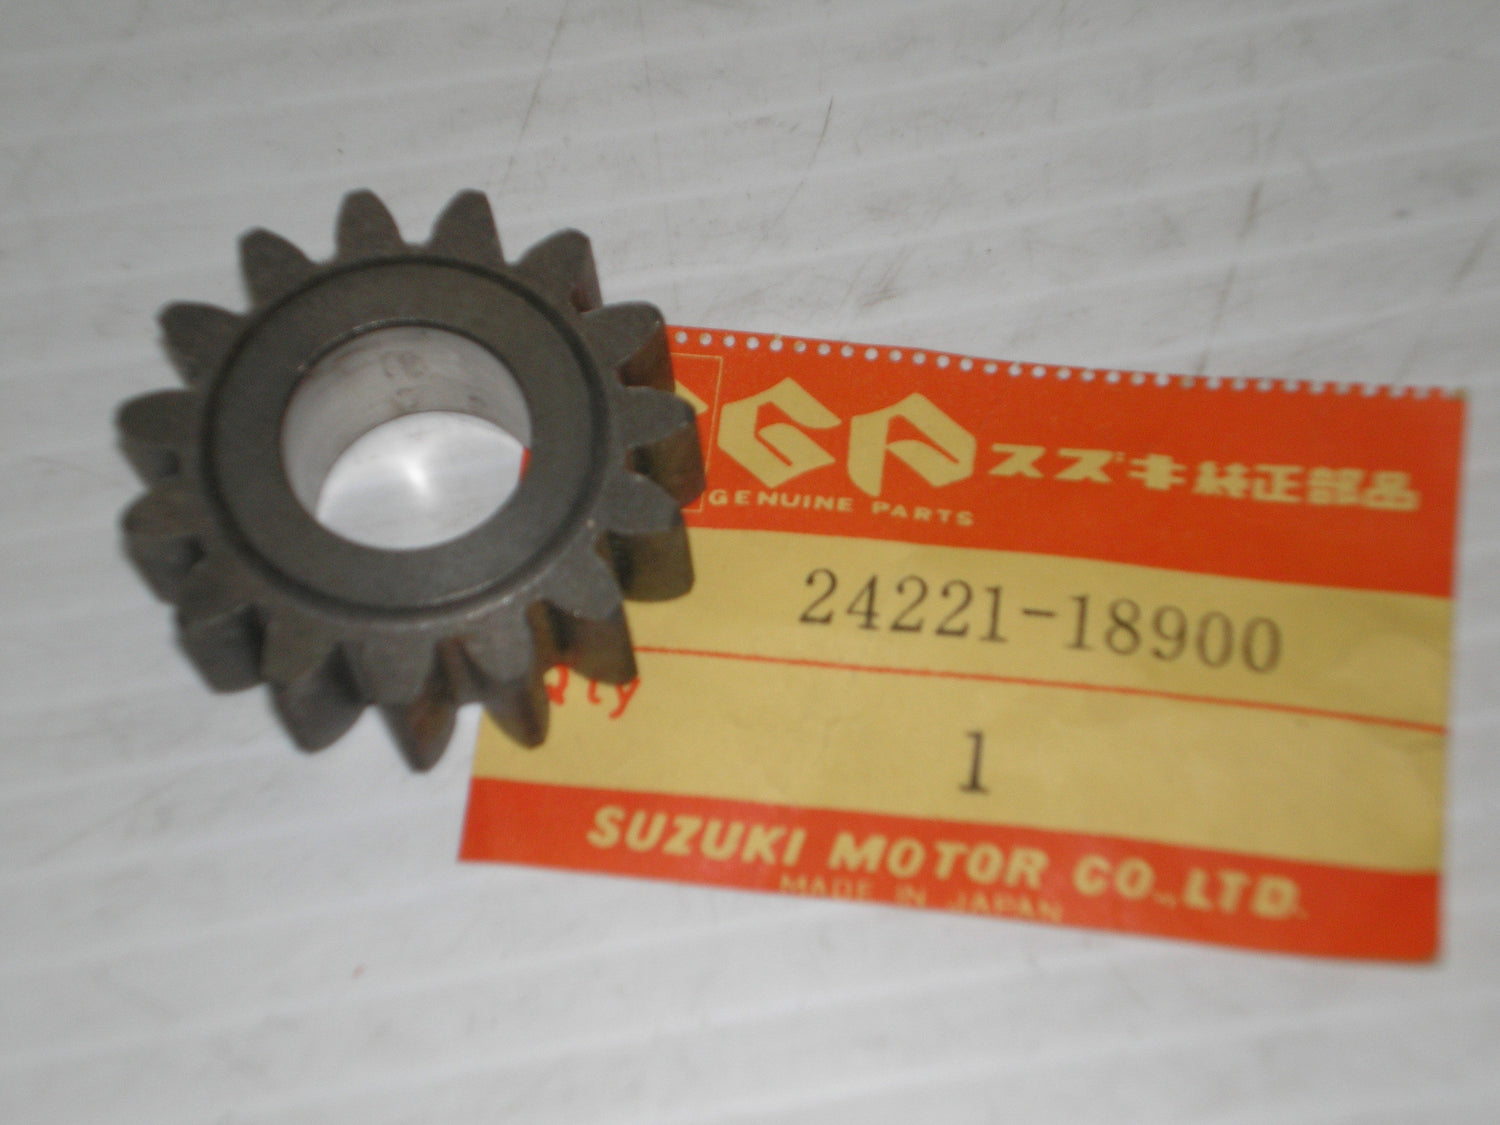 SGP スズキ純正部品
GENUINE PARTS
24221-18900
Qty
1
SUZUKI MOTOR CO.,LTD.
MADE IN JAPAN